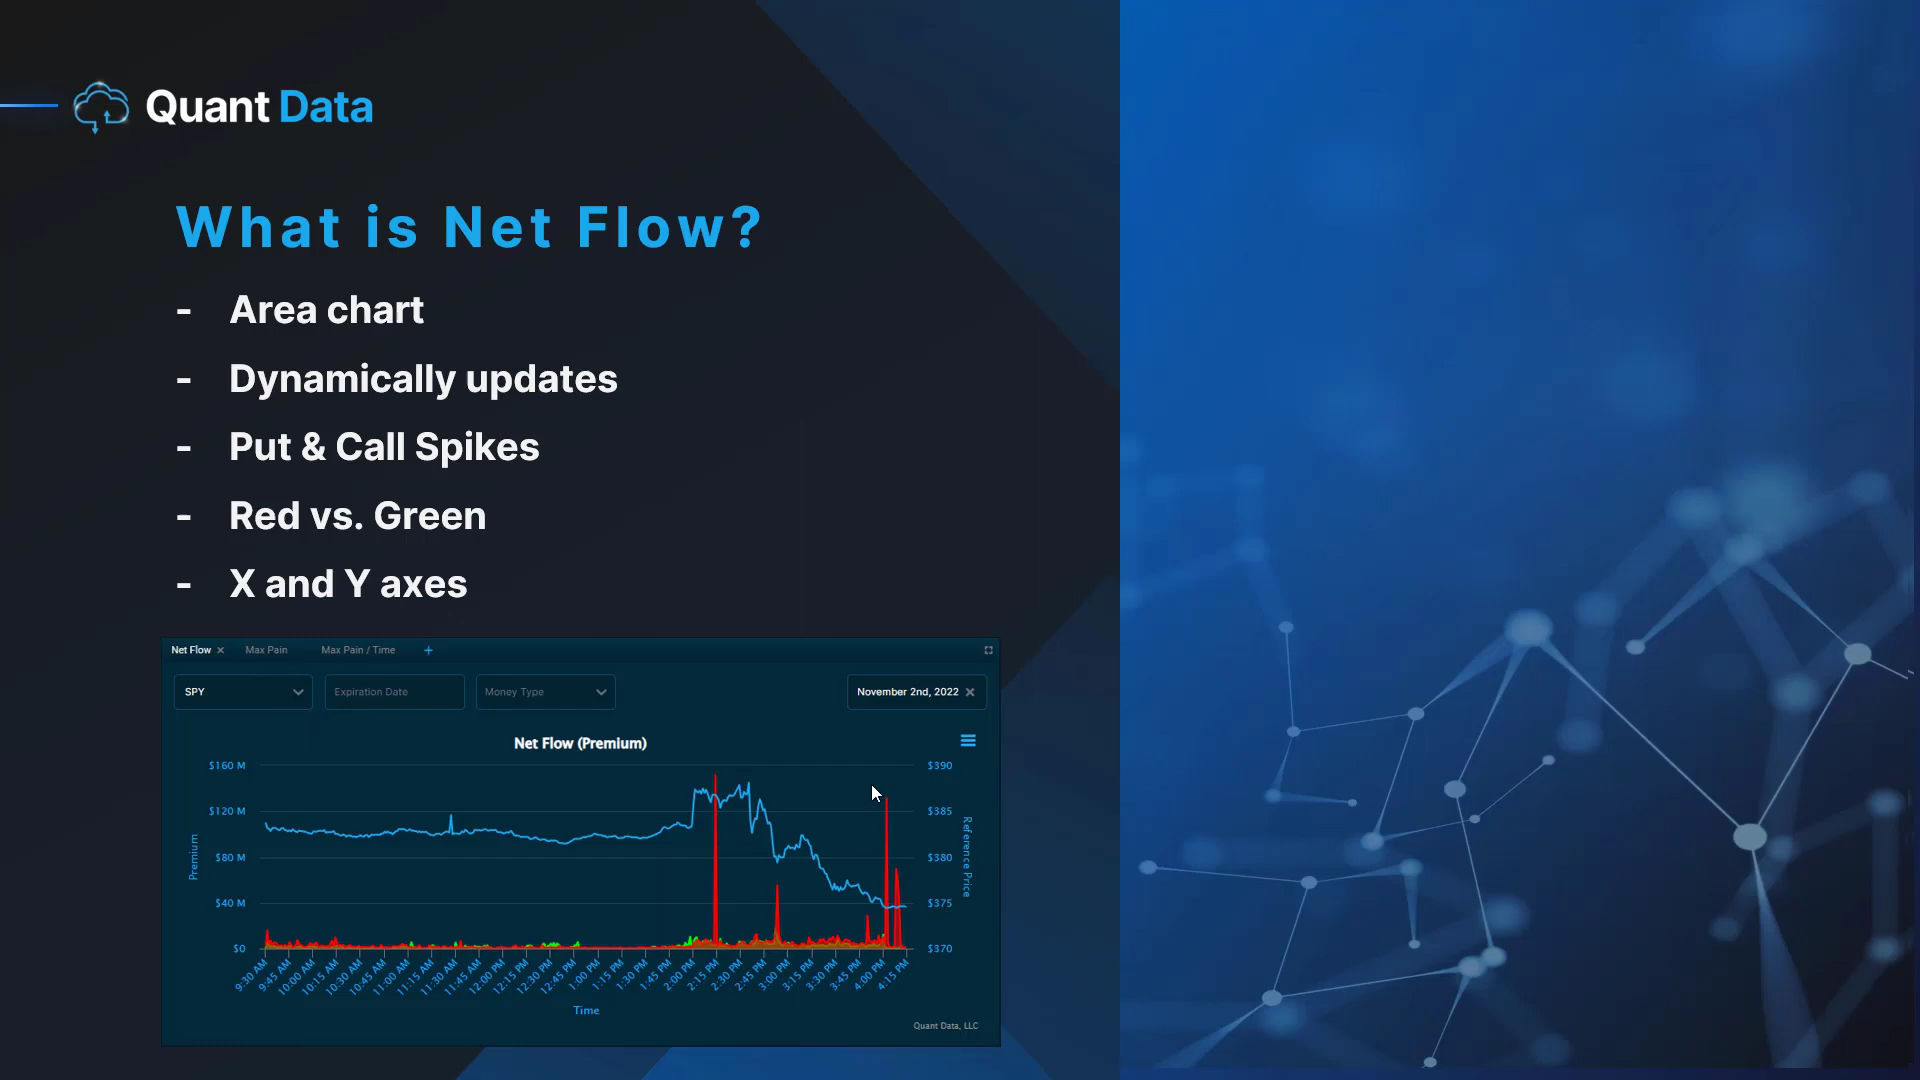 Quant Data
What is Net Flow?
- Area chart
- Dynamically updates
- Put & Call Spikes
- Red vs. Green
- X and Y axes
Net Flow × Max Pain Max Pain / Time +
SPY Expiration Date Money Type November 2nd, 2022 ×
Net Flow (Premium)
$160 M
$120 M
$80 M
$40 M
$0
Premium
$390
$385
$380
$375
$370
Reference Price
9:30 AM 9:45 AM 10:00 AM 10:15 AM 10:30 AM 10:45 AM 11:00 AM 11:15 AM 11:30 AM 11:45 AM 12:00 PM 12:15 PM 12:30 PM 12:45 PM 1:00 PM 1:15 PM 1:30 PM 1:45 PM 2:00 PM 2:15 PM 2:30 PM 2:45 PM 3:00 PM 3:15 PM 3:30 PM 3:45 PM 4:00 PM 4:15 PM
Time
Quant Data, LLC